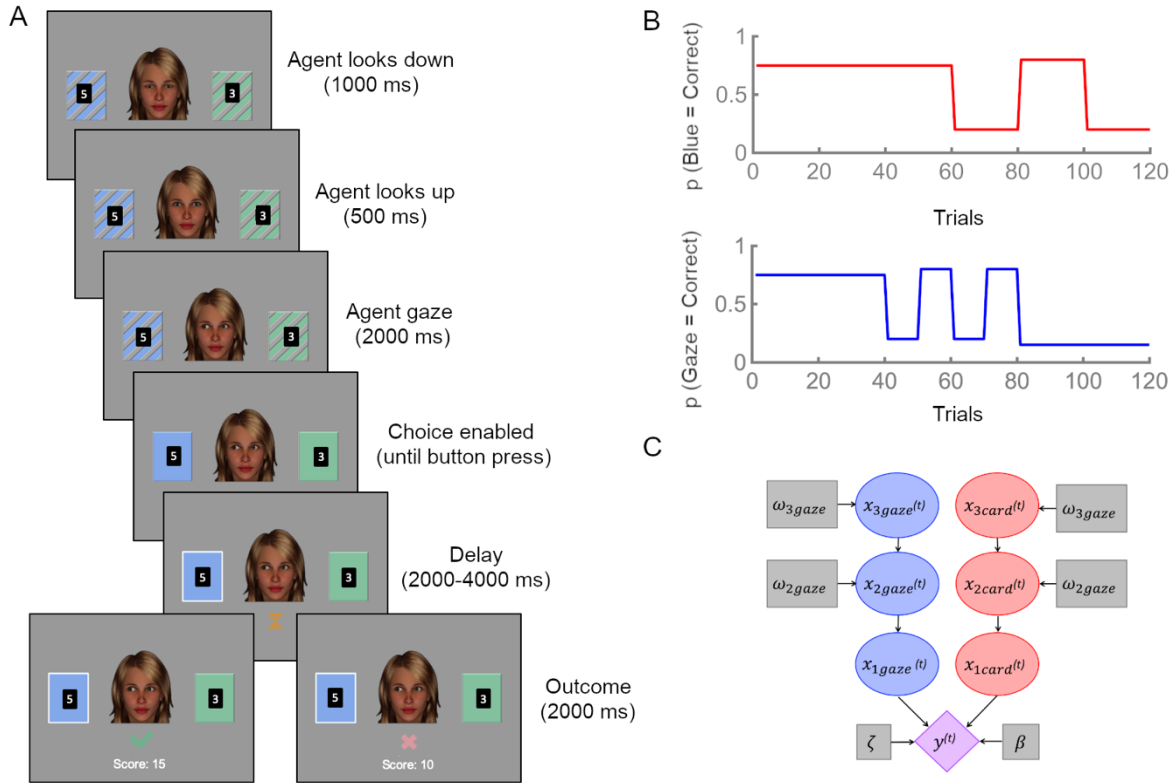 A
5
3
Agent looks down
(1000 ms)
5
3
Agent looks up
(500 ms)
5
3
Agent gaze
(2000 ms)
5
3
Choice enabled
(until button press)
5
3
Delay
(2000-4000 ms)
5
3
Score: 15
5
3
Score: 10
Outcome
(2000 ms)
B
p (Blue = Correct)
1
0.5
0
0 20 40 60 80 100 120
Trials
p (Gaze = Correct)
1
0.5
0
0 20 40 60 80 100 120
Trials
C
ω3gaze x3gaze(t) x3card(t) ω3gaze
ω2gaze x2gaze(t) x2card(t) ω2gaze
x1gaze(t) x1card(t)
ζ y(t) β